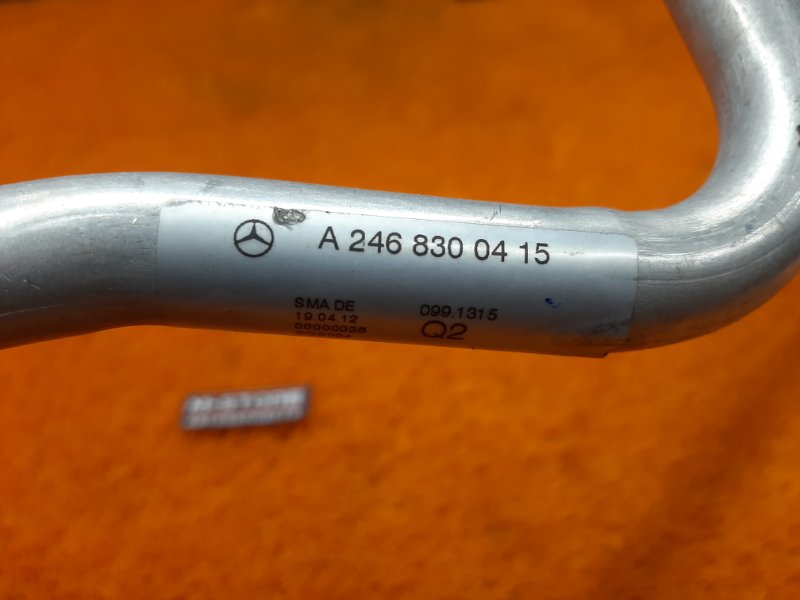 A 246 830 04 15
SMA DE
19.04.12
00000036
099.1315
Q2